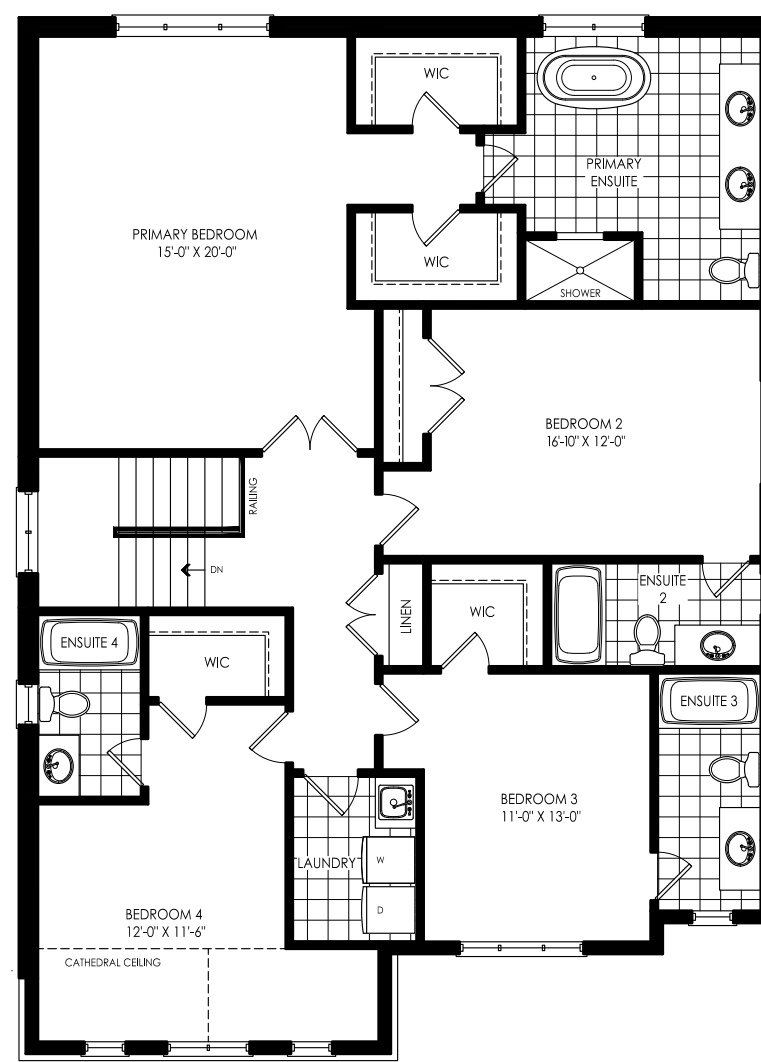 WIC
PRIMARY
ENSUITE
PRIMARY BEDROOM
15'-0" X 20'-0"
WIC
SHOWER
BEDROOM 2
16'-10" X 12'-0"
RAILING
DN
ENSUITE
2
LINEN
WIC
ENSUITE 4
WIC
ENSUITE 3
BEDROOM 3
11'-0" X 13'-0"
LAUNDRY
W
D
BEDROOM 4
12'-0" X 11'-6"
CATHEDRAL CEILING